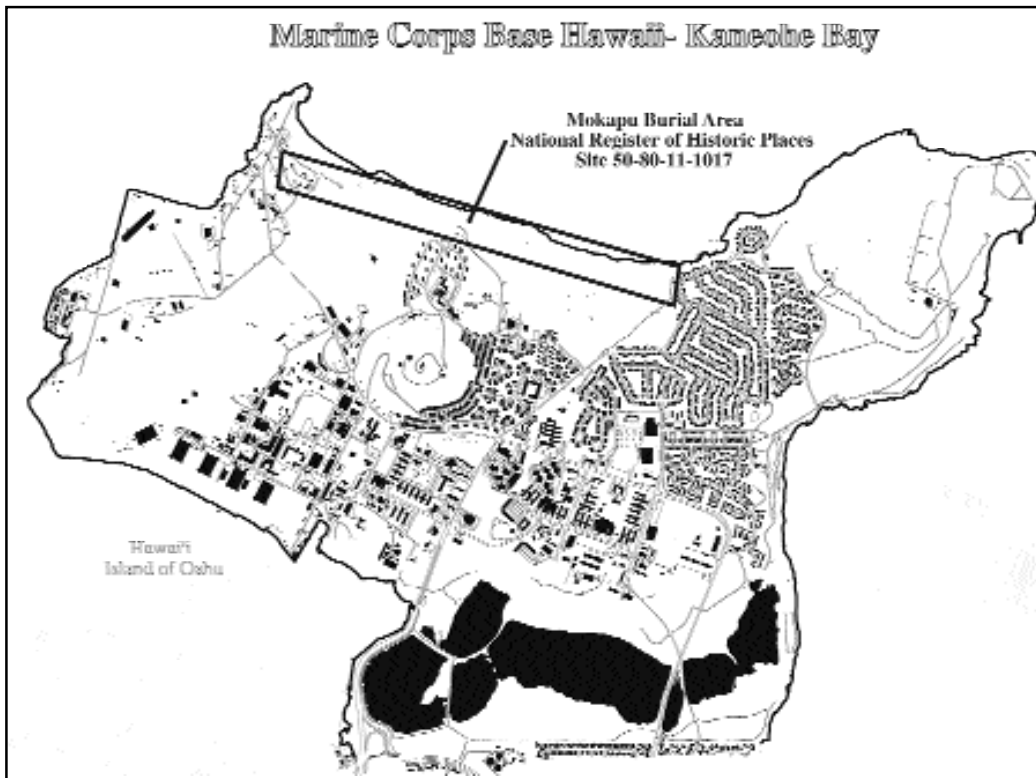 Marine Corps Base Hawaii- Kaneohe Bay
Mokapu Burial Area
National Register of Historic Places
Site 50-80-11-1017
Hawai'i
Island of Oahu